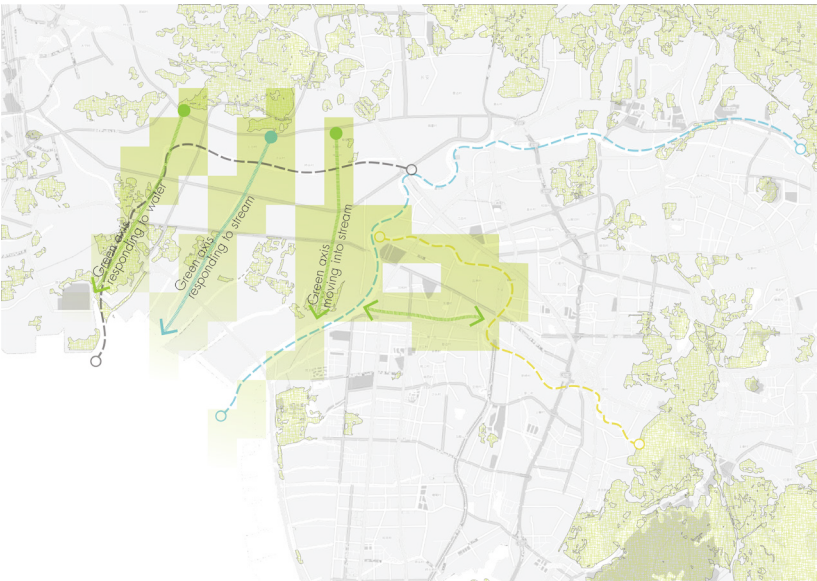 Green axis
responding to water
Green axis
responding to stream
Green axis
moving into stream